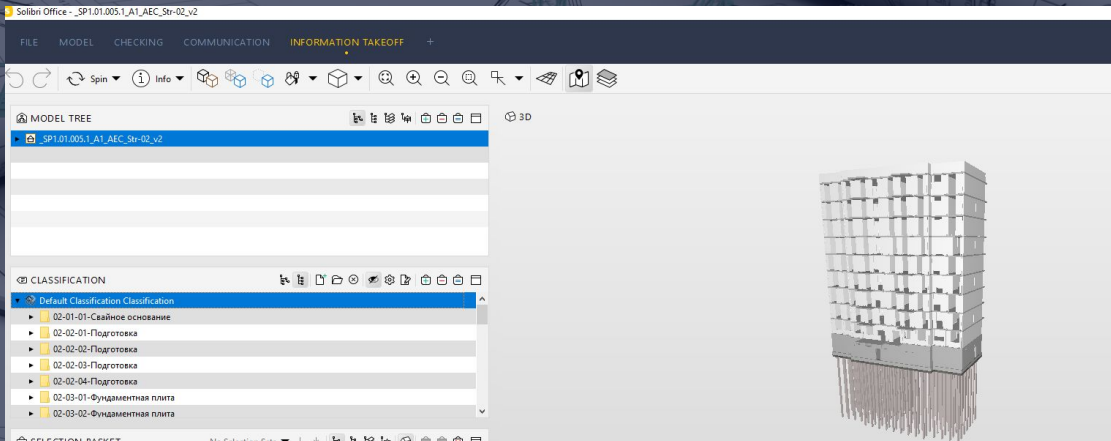 Solibri Office - _SP1.01.005.1_A1_AEC_Str-02_v2
FILE MODEL CHECKING COMMUNICATION INFORMATION TAKEOFF +
Spin Info
MODEL TREE
3D
_SP1.01.005.1_A1_AEC_Str-02_v2
CLASSIFICATION
Default Classification Classification
02-01-01-Свайное основание
02-02-01-Подготовка
02-02-02-Подготовка
02-02-03-Подготовка
02-02-04-Подготовка
02-03-01-Фундаментная плита
02-03-02-Фундаментная плита
SELECTION BASKET No Selection Sets